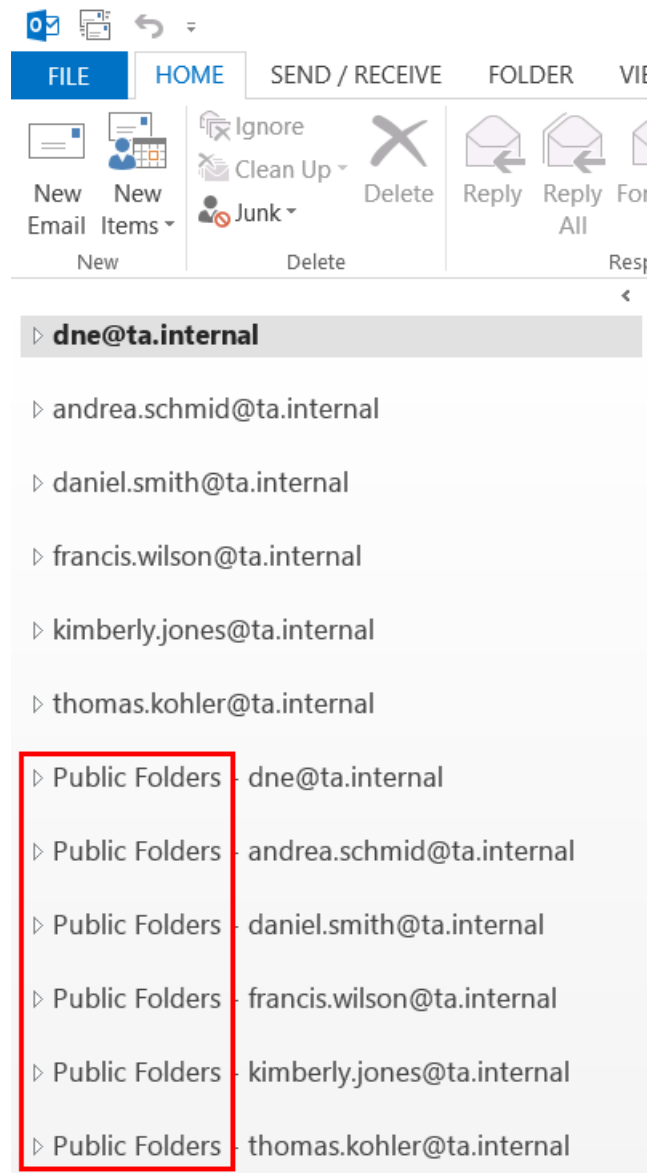 FILE HOME SEND / RECEIVE FOLDER
Ignore
Clean Up
Junk
New Email
New Items
Delete
Reply
Reply All
New Delete
dne@ta.internal
andrea.schmid@ta.internal
daniel.smith@ta.internal
francis.wilson@ta.internal
kimberly.jones@ta.internal
thomas.kohler@ta.internal
Public Folders - dne@ta.internal
Public Folders - andrea.schmid@ta.internal
Public Folders - daniel.smith@ta.internal
Public Folders - francis.wilson@ta.internal
Public Folders - kimberly.jones@ta.internal
Public Folders - thomas.kohler@ta.internal